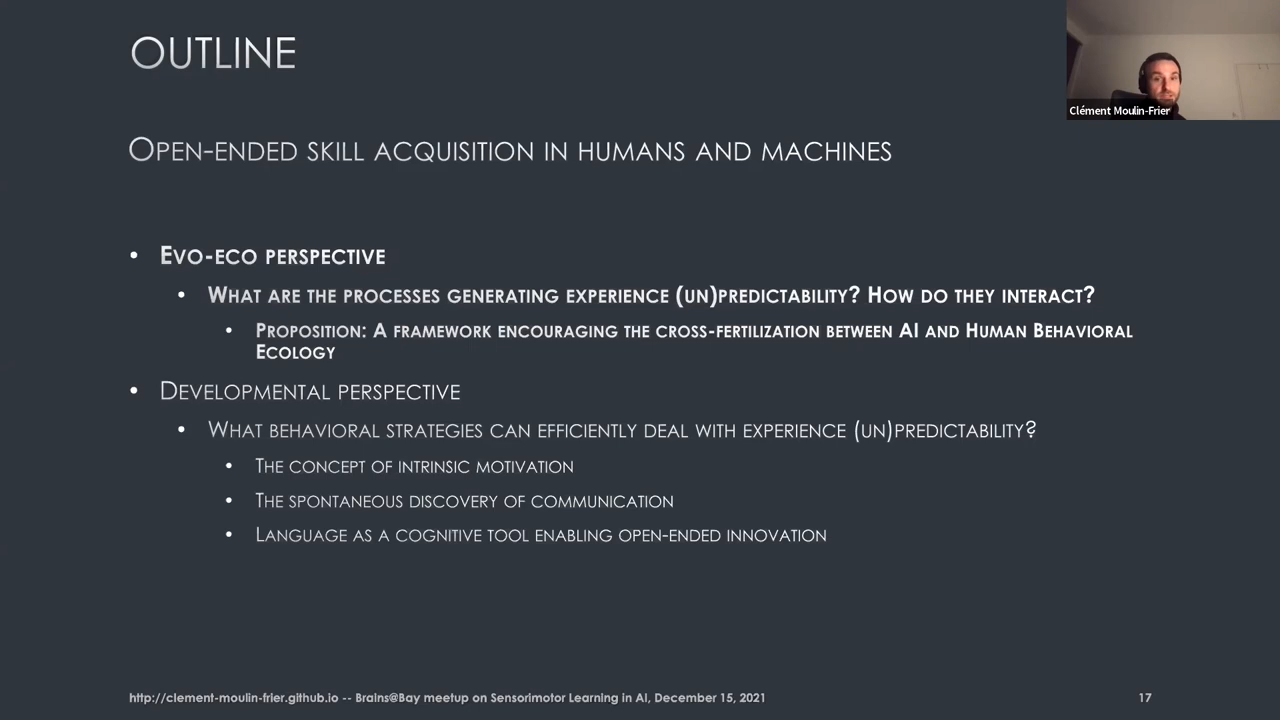 OUTLINE
Clément Moulin-Frier
OPEN-ENDED SKILL ACQUISITION IN HUMANS AND MACHINES
• EVO-ECO PERSPECTIVE
• WHAT ARE THE PROCESSES GENERATING EXPERIENCE (UN)PREDICTABILITY? HOW DO THEY INTERACT?
• PROPOSITION: A FRAMEWORK ENCOURAGING THE CROSS-FERTILIZATION BETWEEN AI AND HUMAN BEHAVIORAL
ECOLOGY
• DEVELOPMENTAL PERSPECTIVE
• WHAT BEHAVIORAL STRATEGIES CAN EFFICIENTLY DEAL WITH EXPERIENCE (UN)PREDICTABILITY?
• THE CONCEPT OF INTRINSIC MOTIVATION
• THE SPONTANEOUS DISCOVERY OF COMMUNICATION
• LANGUAGE AS A COGNITIVE TOOL ENABLING OPEN-ENDED INNOVATION
http://clement-moulin-frier.github.io -- Brains@Bay meetup on Sensorimotor Learning in AI, December 15, 2021
17